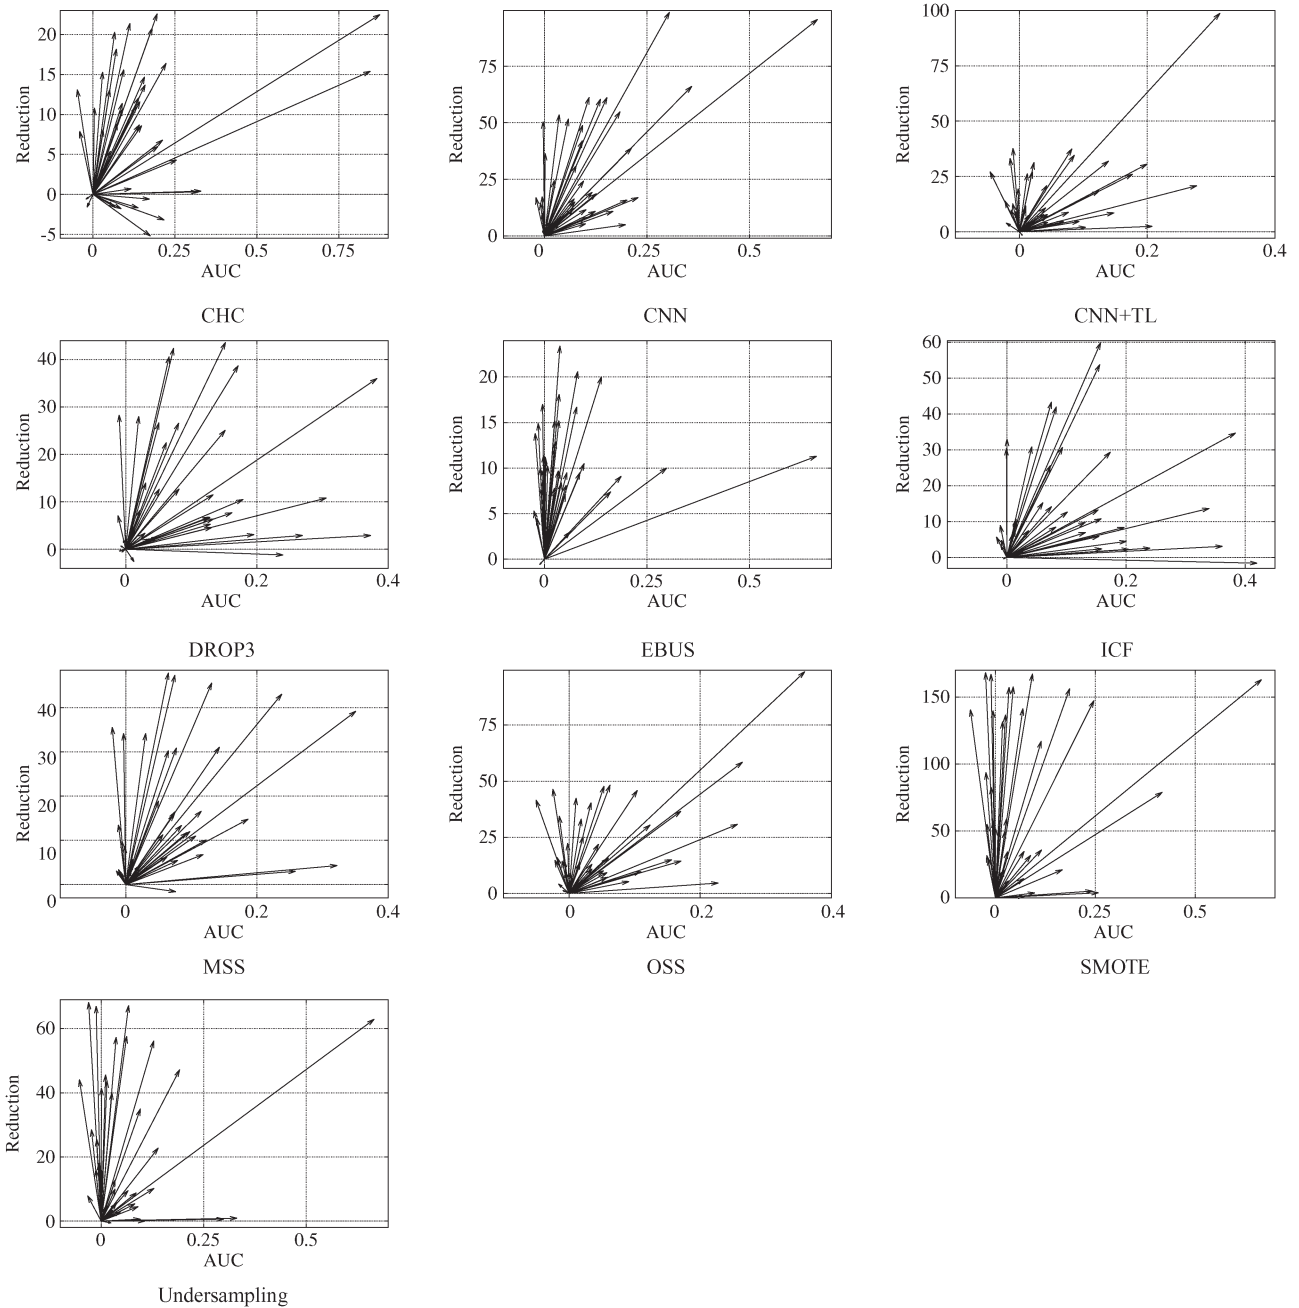 20
15
10
5
0
-5
Reduction
0 0.25 0.5 0.75
AUC
CHC
75
50
25
0
Reduction
0 0.25 0.5
AUC
CNN
100
75
50
25
0
Reduction
0 0.2 0.4
AUC
CNN+TL
40
30
20
10
0
Reduction
0 0.2 0.4
AUC
DROP3
20
15
10
5
0
Reduction
0 0.25 0.5
AUC
EBUS
60
50
40
30
20
10
0
Reduction
0 0.2 0.4
AUC
ICF
40
30
20
10
0
Reduction
0 0.2 0.4
AUC
MSS
75
50
25
0
Reduction
0 0.2 0.4
AUC
OSS
150
100
50
0
Reduction
0 0.25 0.5
AUC
SMOTE
60
40
20
0
Reduction
0 0.25 0.5
AUC
Undersampling